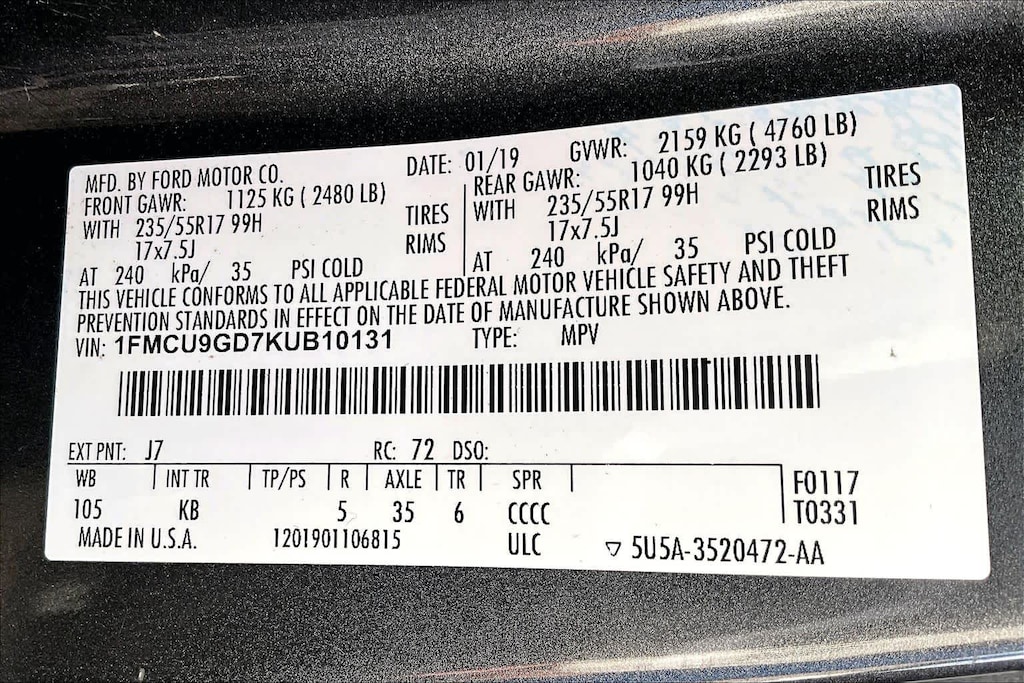 MFD. BY FORD MOTOR CO. DATE: 01/19 GVWR: 2159 KG ( 4760 LB)
FRONT GAWR: 1125 KG ( 2480 LB) REAR GAWR: 1040 KG ( 2293 LB)
WITH 235/55R17 99H TIRES WITH 235/55R17 99H TIRES
17x7.5J RIMS 17x7.5J RIMS
AT 240 kPa/ 35 PSI COLD AT 240 kPa/ 35 PSI COLD
THIS VEHICLE CONFORMS TO ALL APPLICABLE FEDERAL MOTOR VEHICLE SAFETY AND THEFT
PREVENTION STANDARDS IN EFFECT ON THE DATE OF MANUFACTURE SHOWN ABOVE.
VIN: 1FMCU9GD7KUB10131 TYPE: MPV
EXT PNT: J7 RC: 72 DSO:
WB INT TR TP/PS R AXLE TR SPR F0117
105 KB 5 35 6 CCCC T0331
MADE IN U.S.A. 1201901106815 ULC ▽ 5U5A-3520472-AA